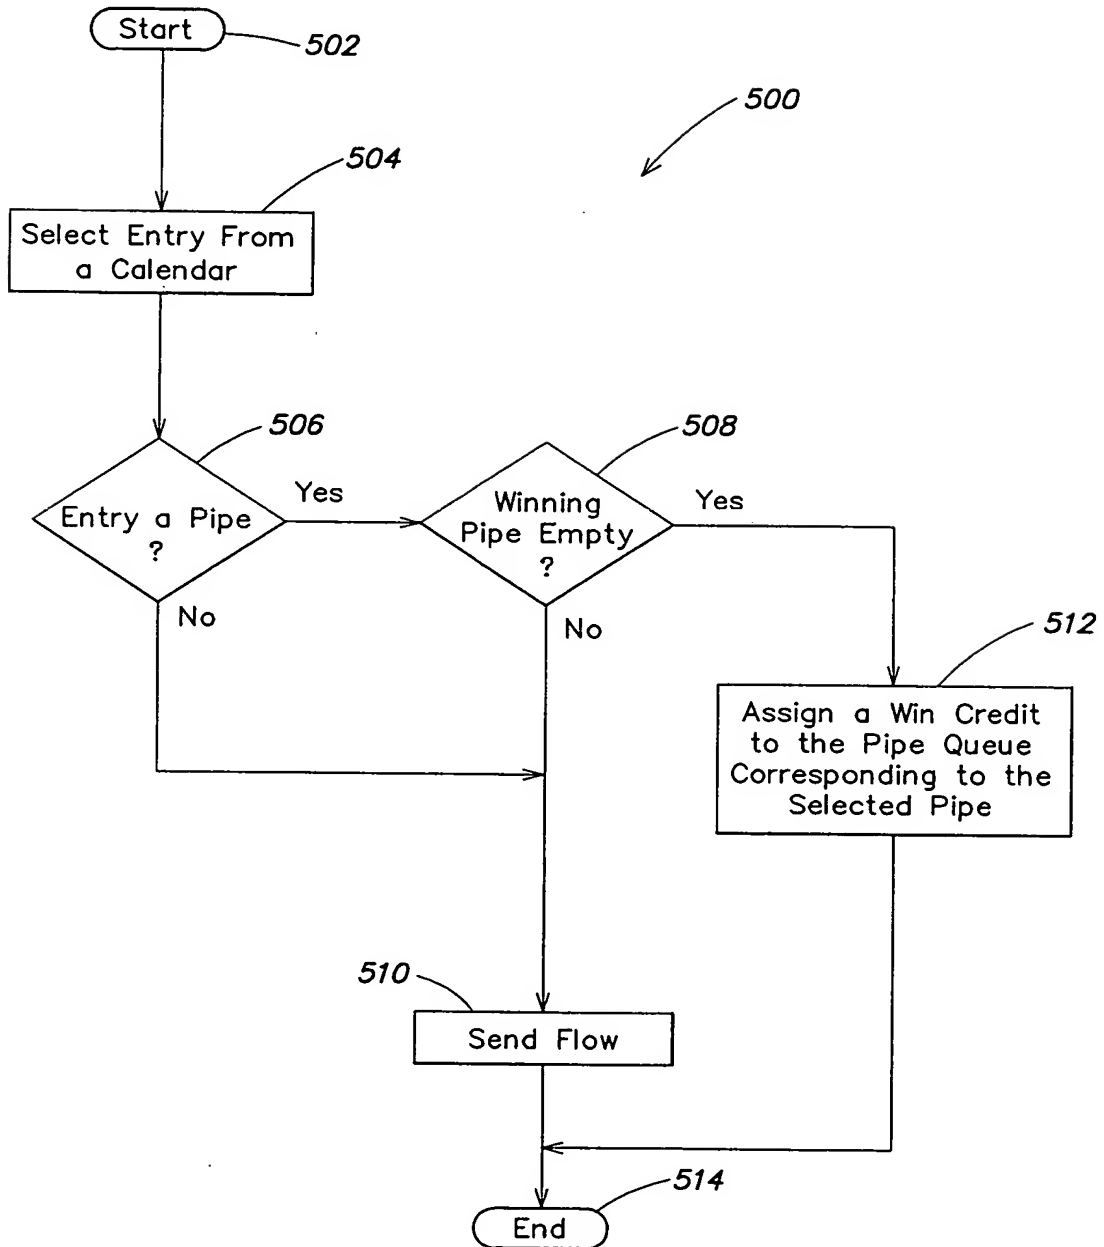 Start
502
500
504
Select Entry From
a Calendar
506
508
Entry a Pipe
?
Yes
Winning
Pipe Empty
?
Yes
No
No
512
Assign a Win Credit
to the Pipe Queue
Corresponding to the
Selected Pipe
510
Send Flow
514
End